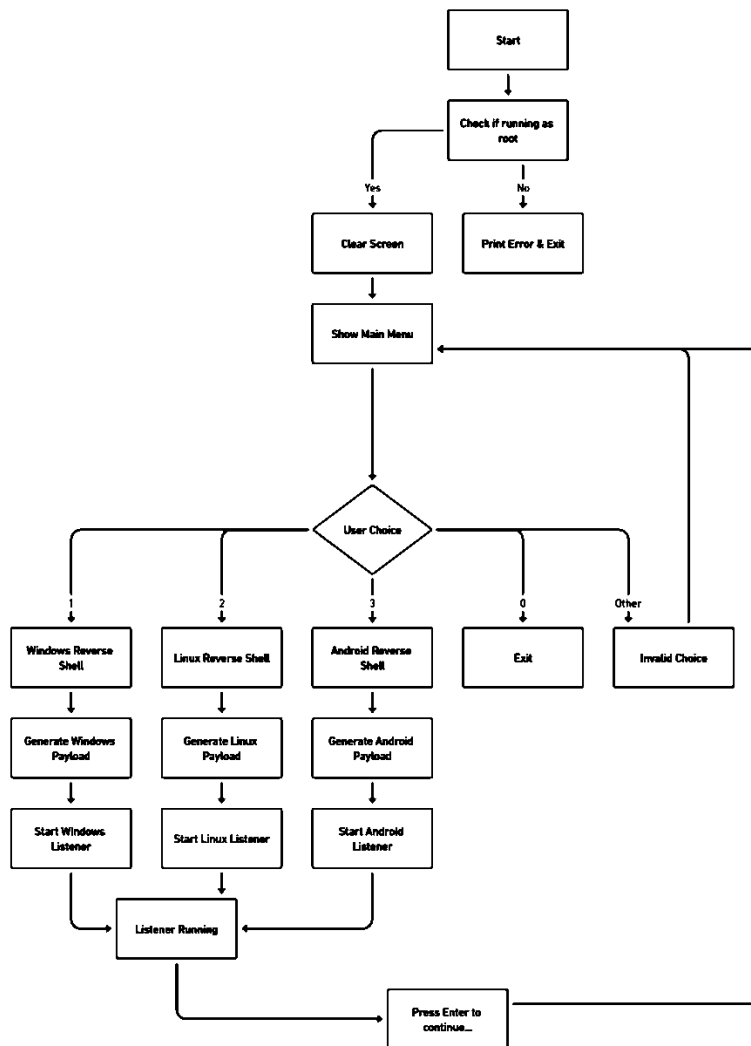 Start
Check if running as
root
Yes
No
Clear Screen
Print Error & Exit
Show Main Menu
User Choice
1
2
3
0
Other
Windows Reverse
Shell
Linux Reverse Shell
Android Reverse
Shell
Exit
Invalid Choice
Generate Windows
Payload
Generate Linux
Payload
Generate Android
Payload
Start Windows
Listener
Start Linux Listener
Start Android
Listener
Listener Running
Press Enter to
continue...